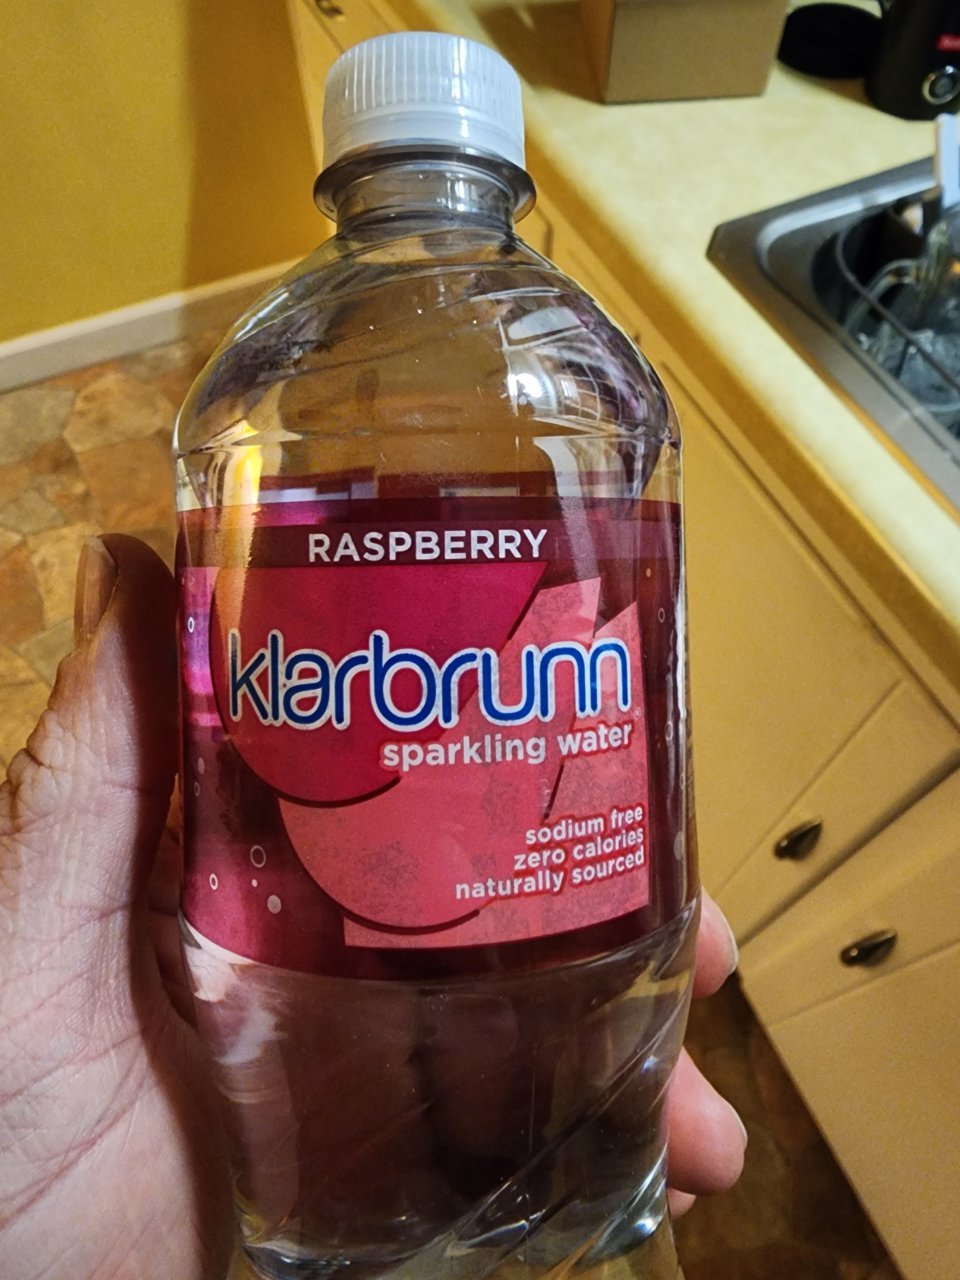 RASPBERRY
klarbrunn
sparkling water
sodium free
zero calories
naturally sourced